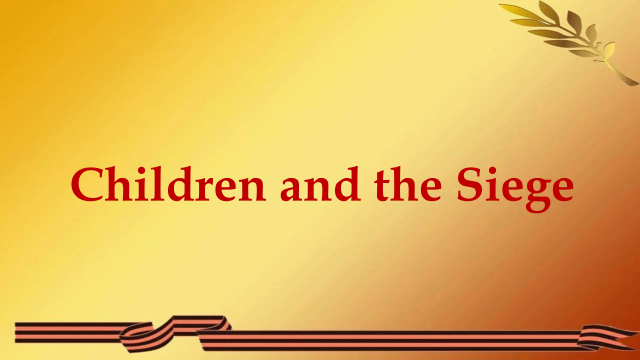 Children and the Siege